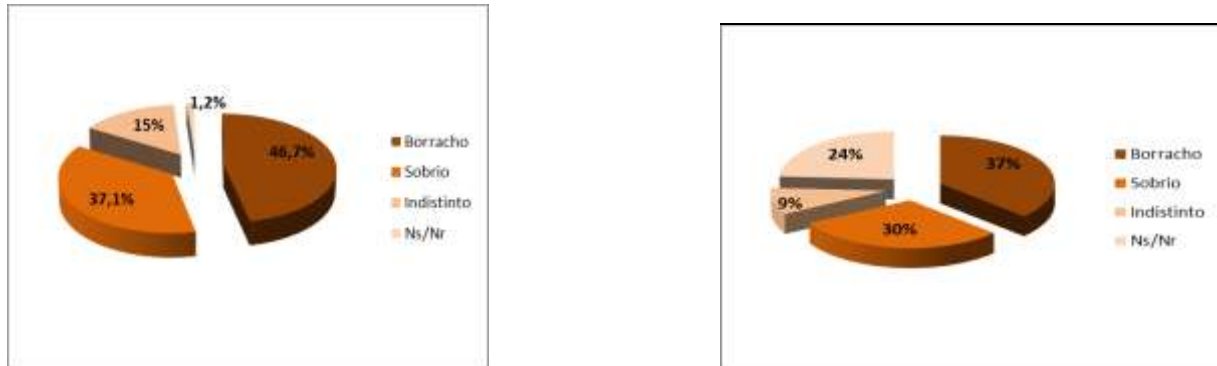 1,2%
15%
46,7%
37,1%
Borracho
Sobrio
Indistinto
Ns/Nr
24%
37%
9%
30%
Borracho
Sobrio
Indistinto
Ns/Nr